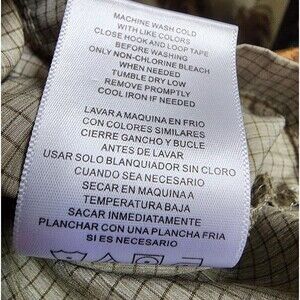 MACHINE WASH COLD
WITH LIKE COLORS
CLOSE HOOK AND LOOP TAPE
BEFORE WASHING
ONLY NON-CHLORINE BLEACH
WHEN NEEDED
TUMBLE DRY LOW
REMOVE PROMPTLY
COOL IRON IF NEEDED
LAVAR A MAQUINA EN FRIO
CON COLORES SIMILARES
CIERRE GANCHO Y BUCLE
ANTES DE LAVAR
USAR SOLO BLANQUIADOR SIN CLORO
CUANDO SEA NECESARIO
SECAR EN MAQUINA A
TEMPERATURA BAJA
SACAR INMEDIATAMENTE
PLANCHAR CON UNA PLANCHA FRIA
SI ES NECESARIO